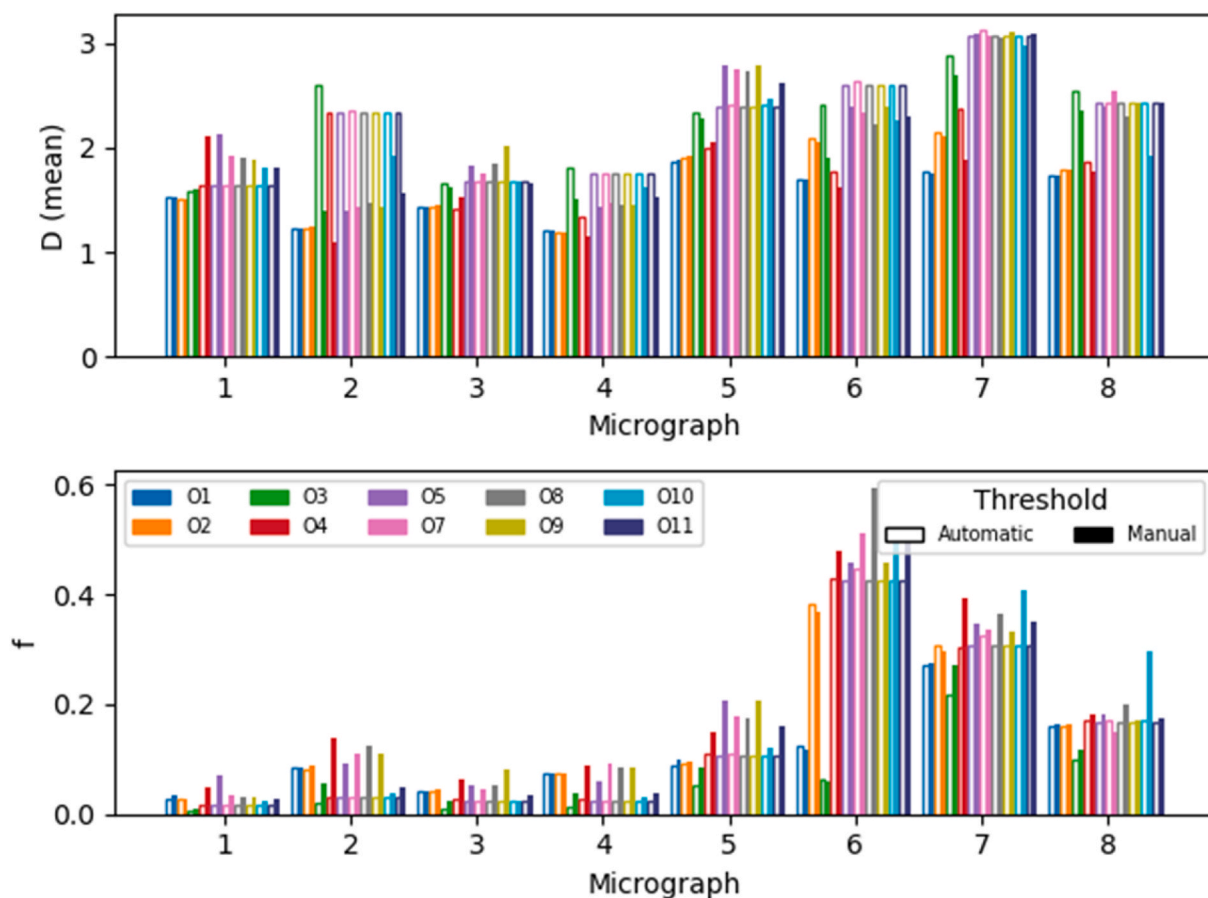 3
2
1
0
D (mean)
1 2 3 4 5 6 7 8
Micrograph
0.6
0.4
0.2
0.0
f
O1 O3 O5 O8 O10
O2 O4 O7 O9 O11
Threshold
Automatic Manual
1 2 3 4 5 6 7 8
Micrograph